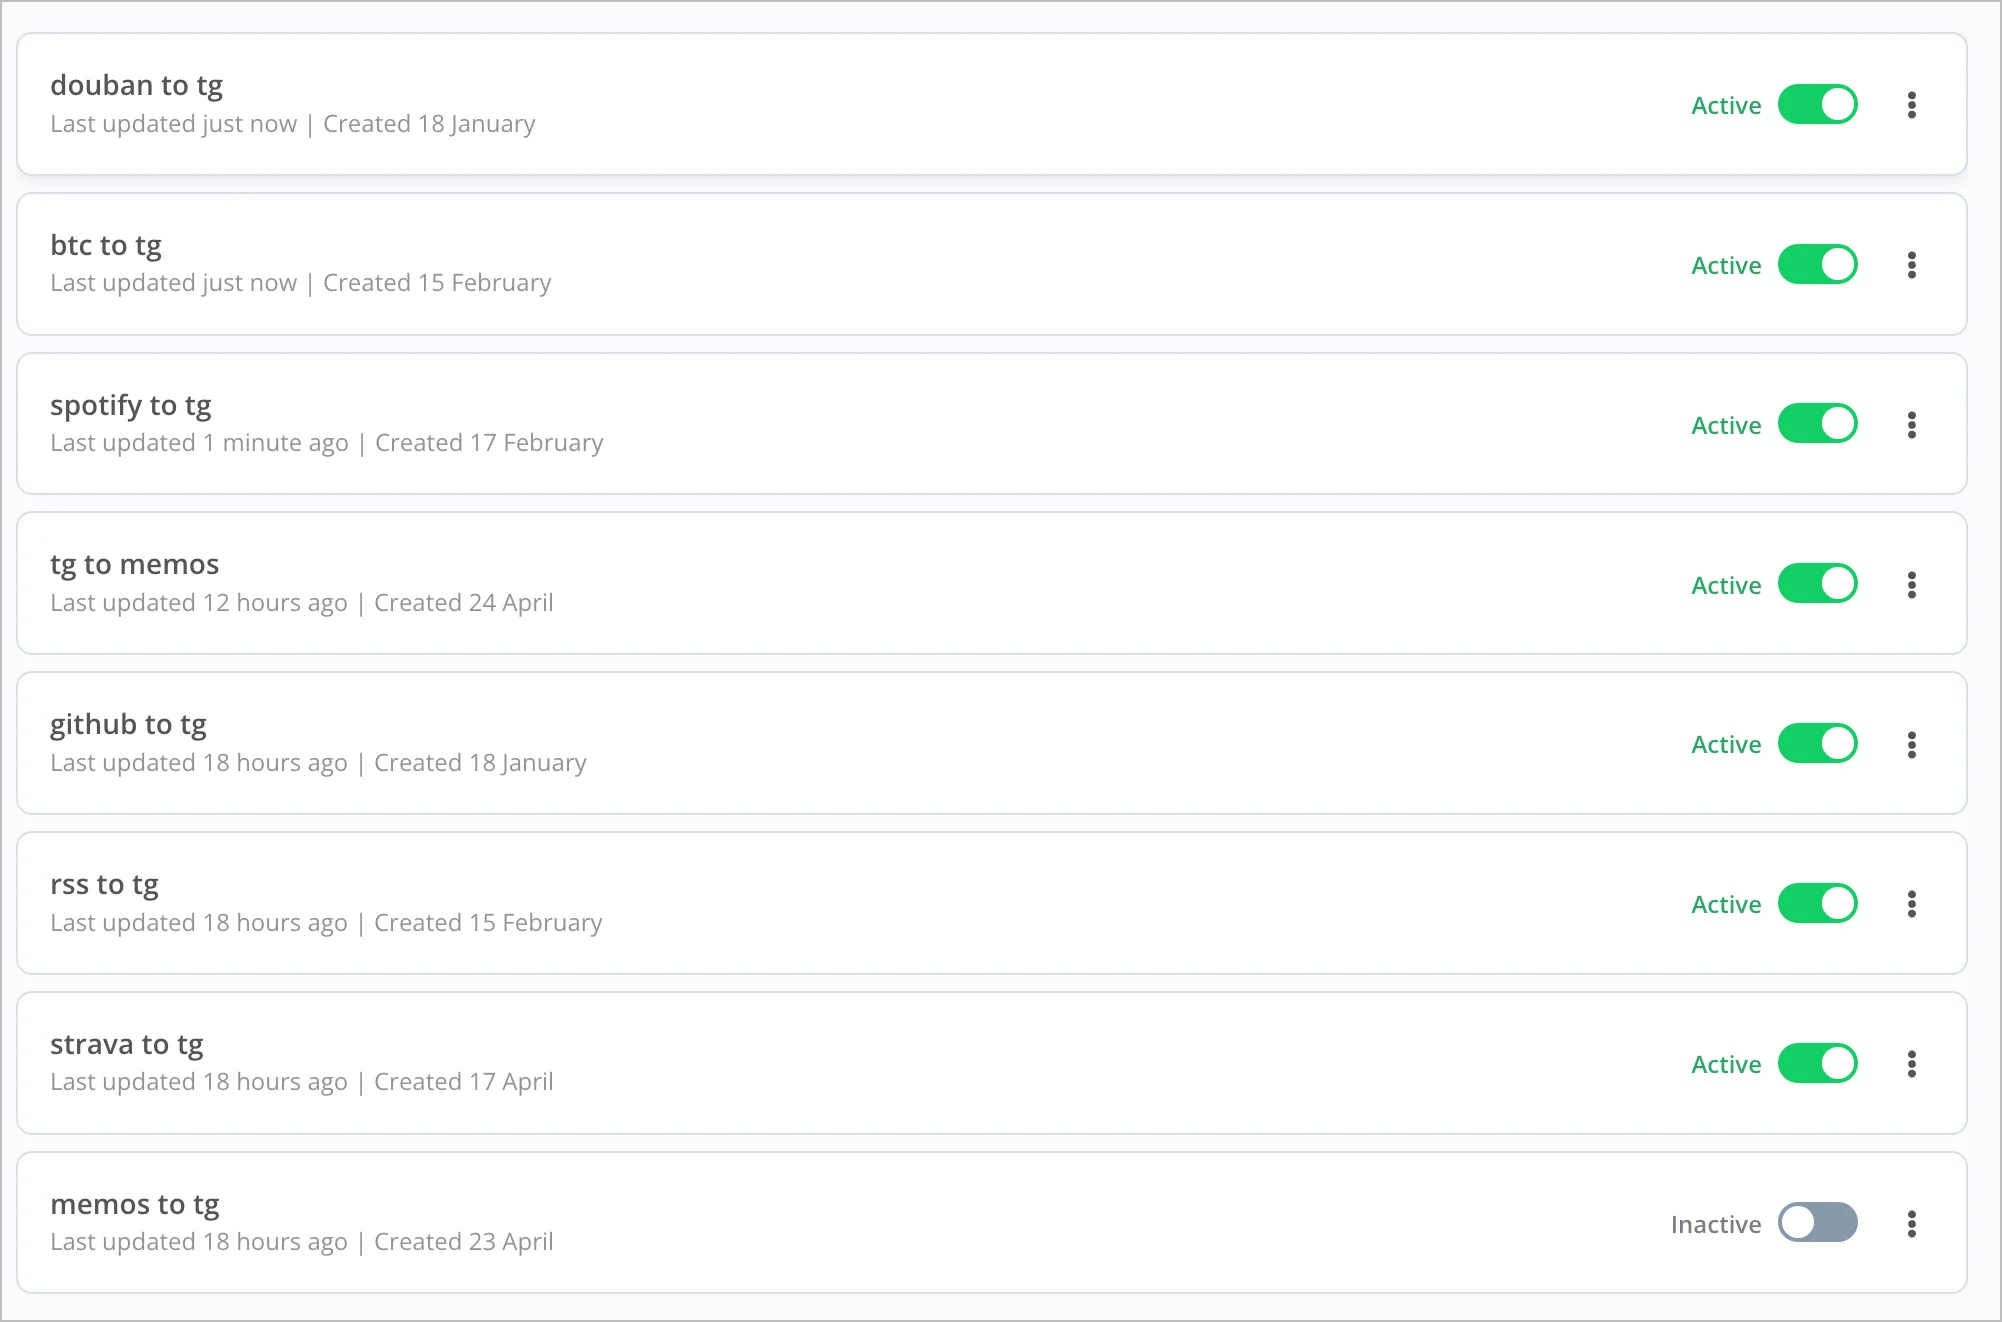 douban to tg
Last updated just now | Created 18 January
Active
btc to tg
Last updated just now | Created 15 February
Active
spotify to tg
Last updated 1 minute ago | Created 17 February
Active
tg to memos
Last updated 12 hours ago | Created 24 April
Active
github to tg
Last updated 18 hours ago | Created 18 January
Active
rss to tg
Last updated 18 hours ago | Created 15 February
Active
strava to tg
Last updated 18 hours ago | Created 17 April
Active
memos to tg
Last updated 18 hours ago | Created 23 April
Inactive